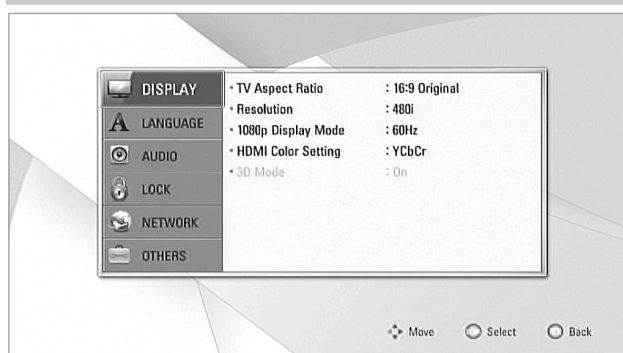 DISPLAY
LANGUAGE
AUDIO
LOCK
NETWORK
OTHERS
• TV Aspect Ratio : 16:9 Original
• Resolution : 480i
• 1080p Display Mode : 60Hz
• HDMI Color Setting : YCbCr
• 3D Mode : On
Move Select Back